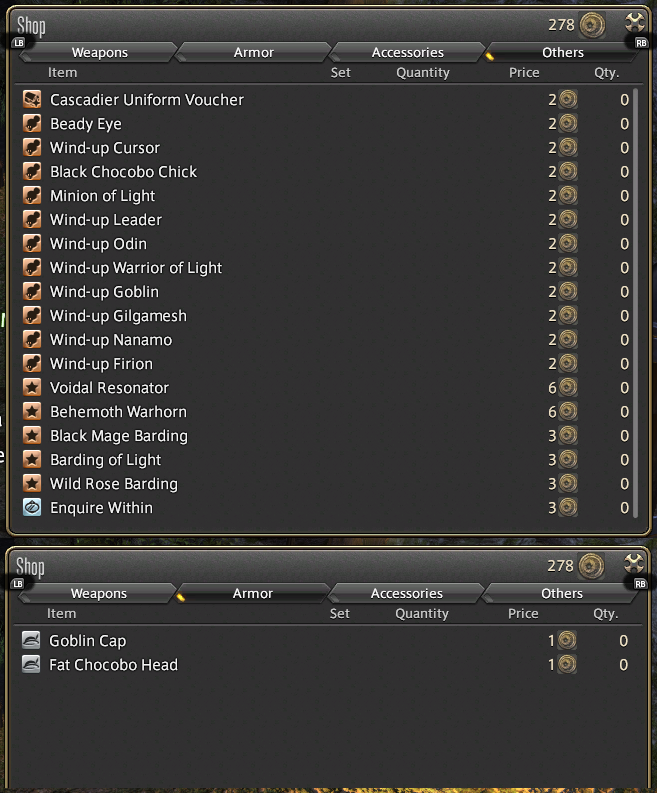 Shop 278
LB RB
Weapons Armor Accessories Others
Item Set Quantity Price Qty.
Cascadier Uniform Voucher 2 0
Beady Eye 2 0
Wind-up Cursor 2 0
Black Chocobo Chick 2 0
Minion of Light 2 0
Wind-up Leader 2 0
Wind-up Odin 2 0
Wind-up Warrior of Light 2 0
Wind-up Goblin 2 0
Wind-up Gilgamesh 2 0
Wind-up Nanamo 2 0
Wind-up Firion 2 0
Voidal Resonator 6 0
Behemoth Warhorn 6 0
Black Mage Barding 3 0
Barding of Light 3 0
Wild Rose Barding 3 0
Enquire Within 3 0
Shop 278
LB RB
Weapons Armor Accessories Others
Item Set Quantity Price Qty.
Goblin Cap 1 0
Fat Chocobo Head 1 0